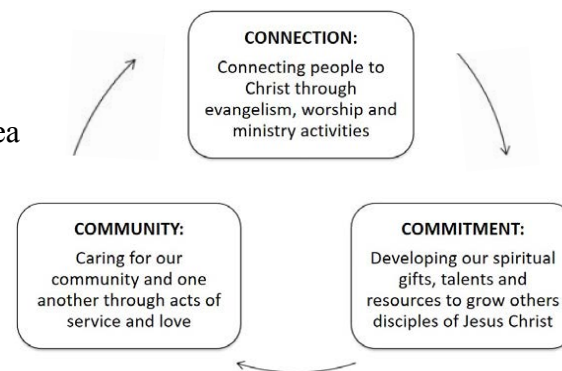 CONNECTION:
Connecting people to
Christ through
evangelism, worship and
ministry activities
ea
COMMUNITY:
Caring for our
community and one
another through acts of
service and love
COMMITMENT:
Developing our spiritual
gifts, talents and
resources to grow others
disciples of Jesus Christ